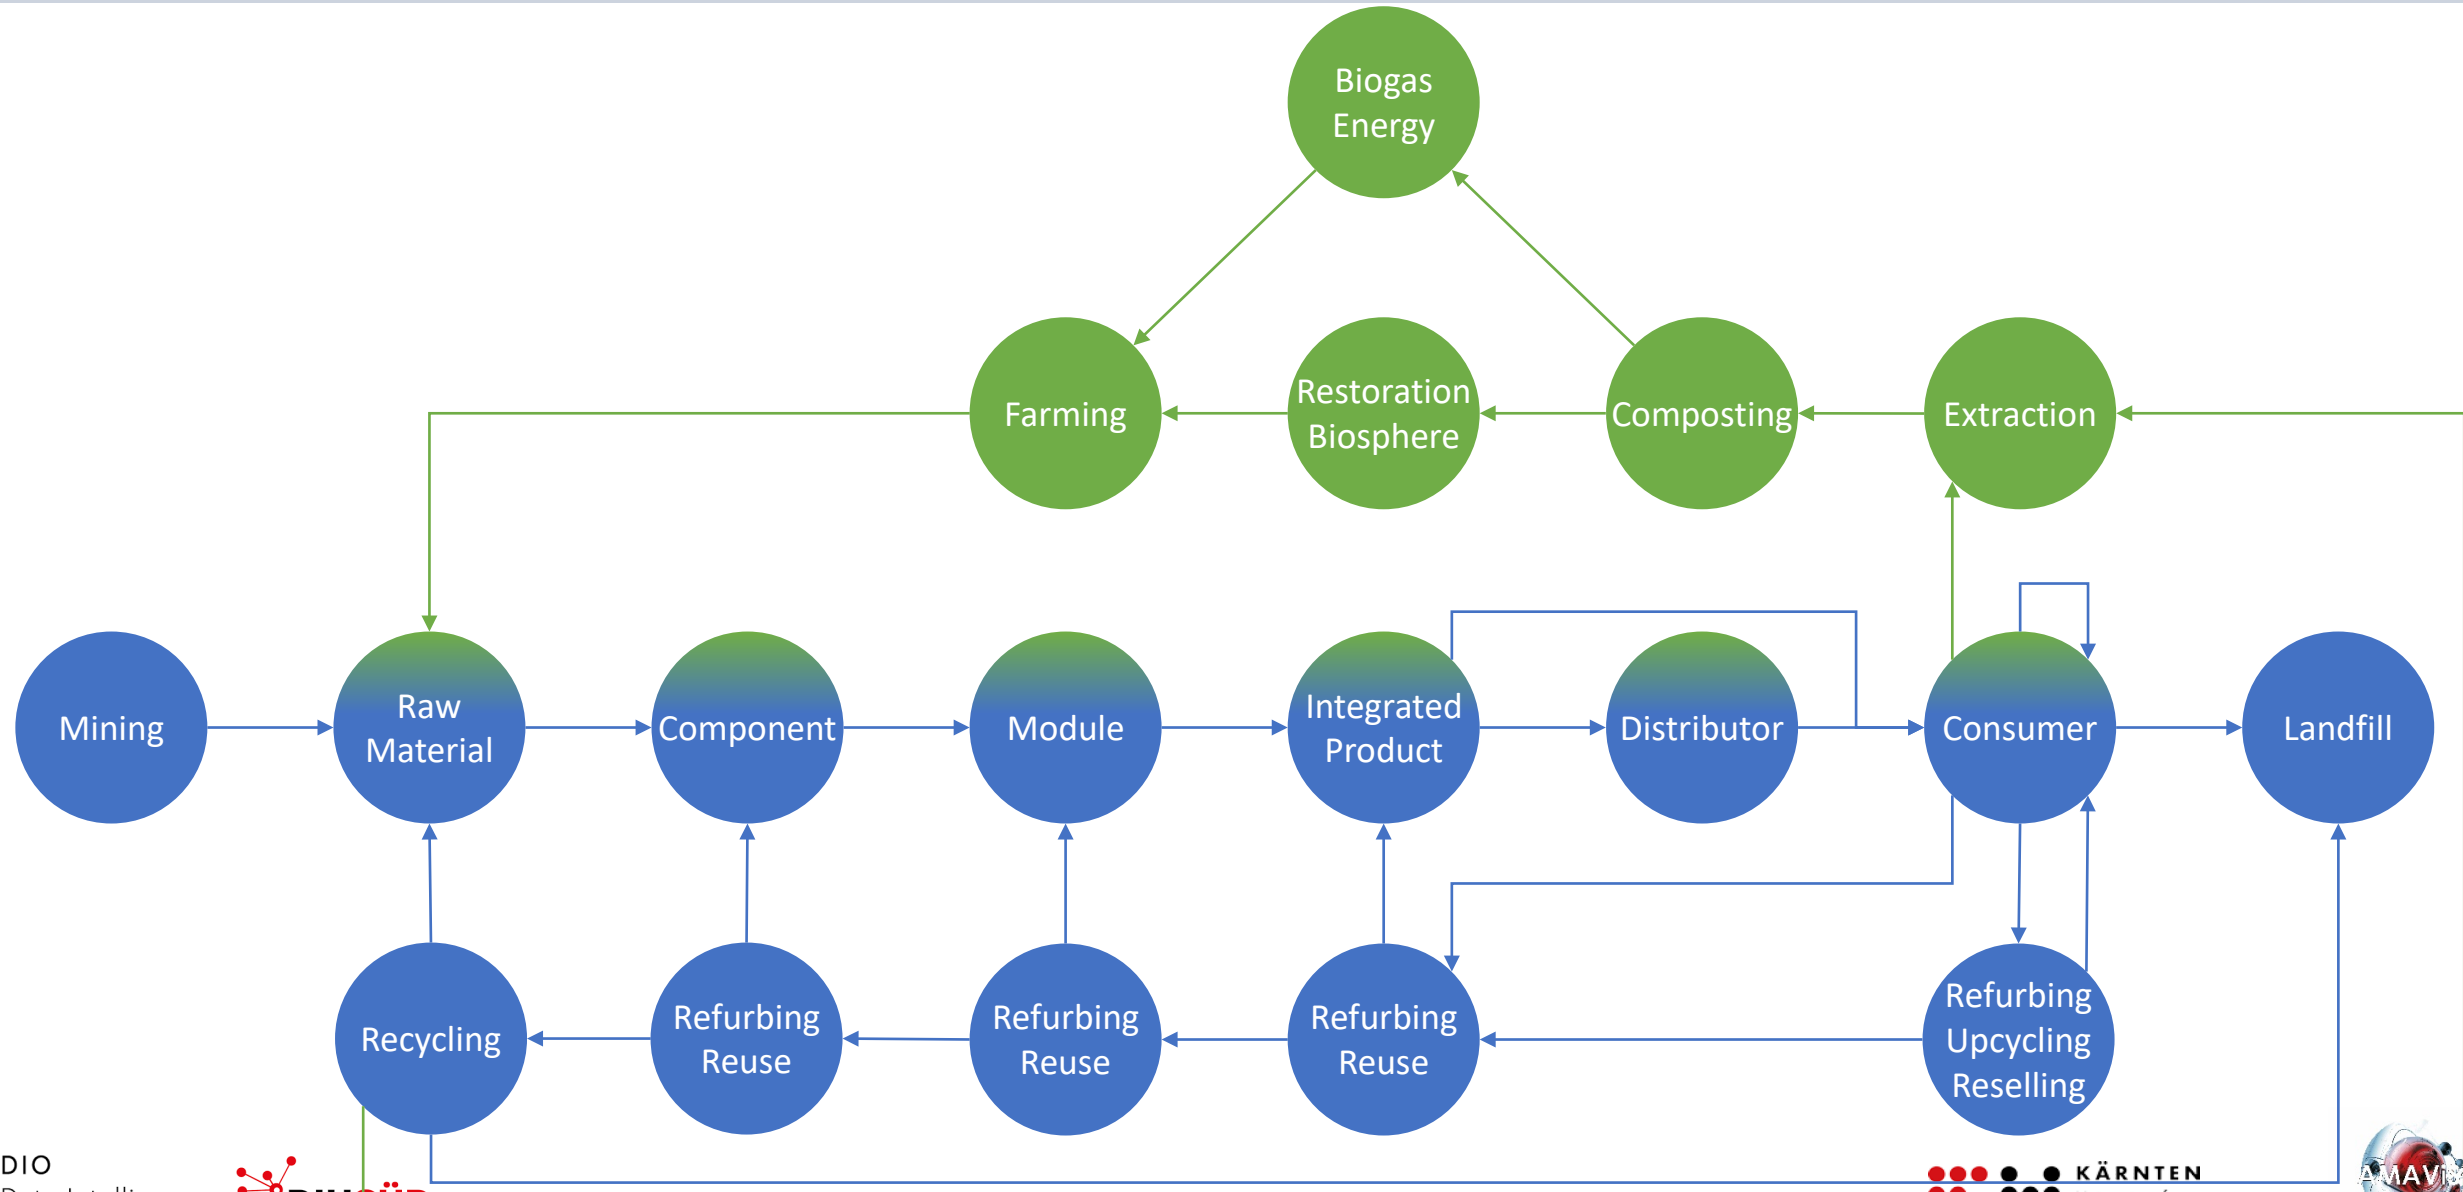 Biogas
Energy
Farming
Restoration
Biosphere
Composting
Extraction
Mining
Raw
Material
Component
Module
Integrated
Product
Distributor
Consumer
Landfill
Recycling
Refurbing
Reuse
Refurbing
Reuse
Refurbing
Reuse
Refurbing
Upcycling
Reselling
DIO
KÄRNTEN